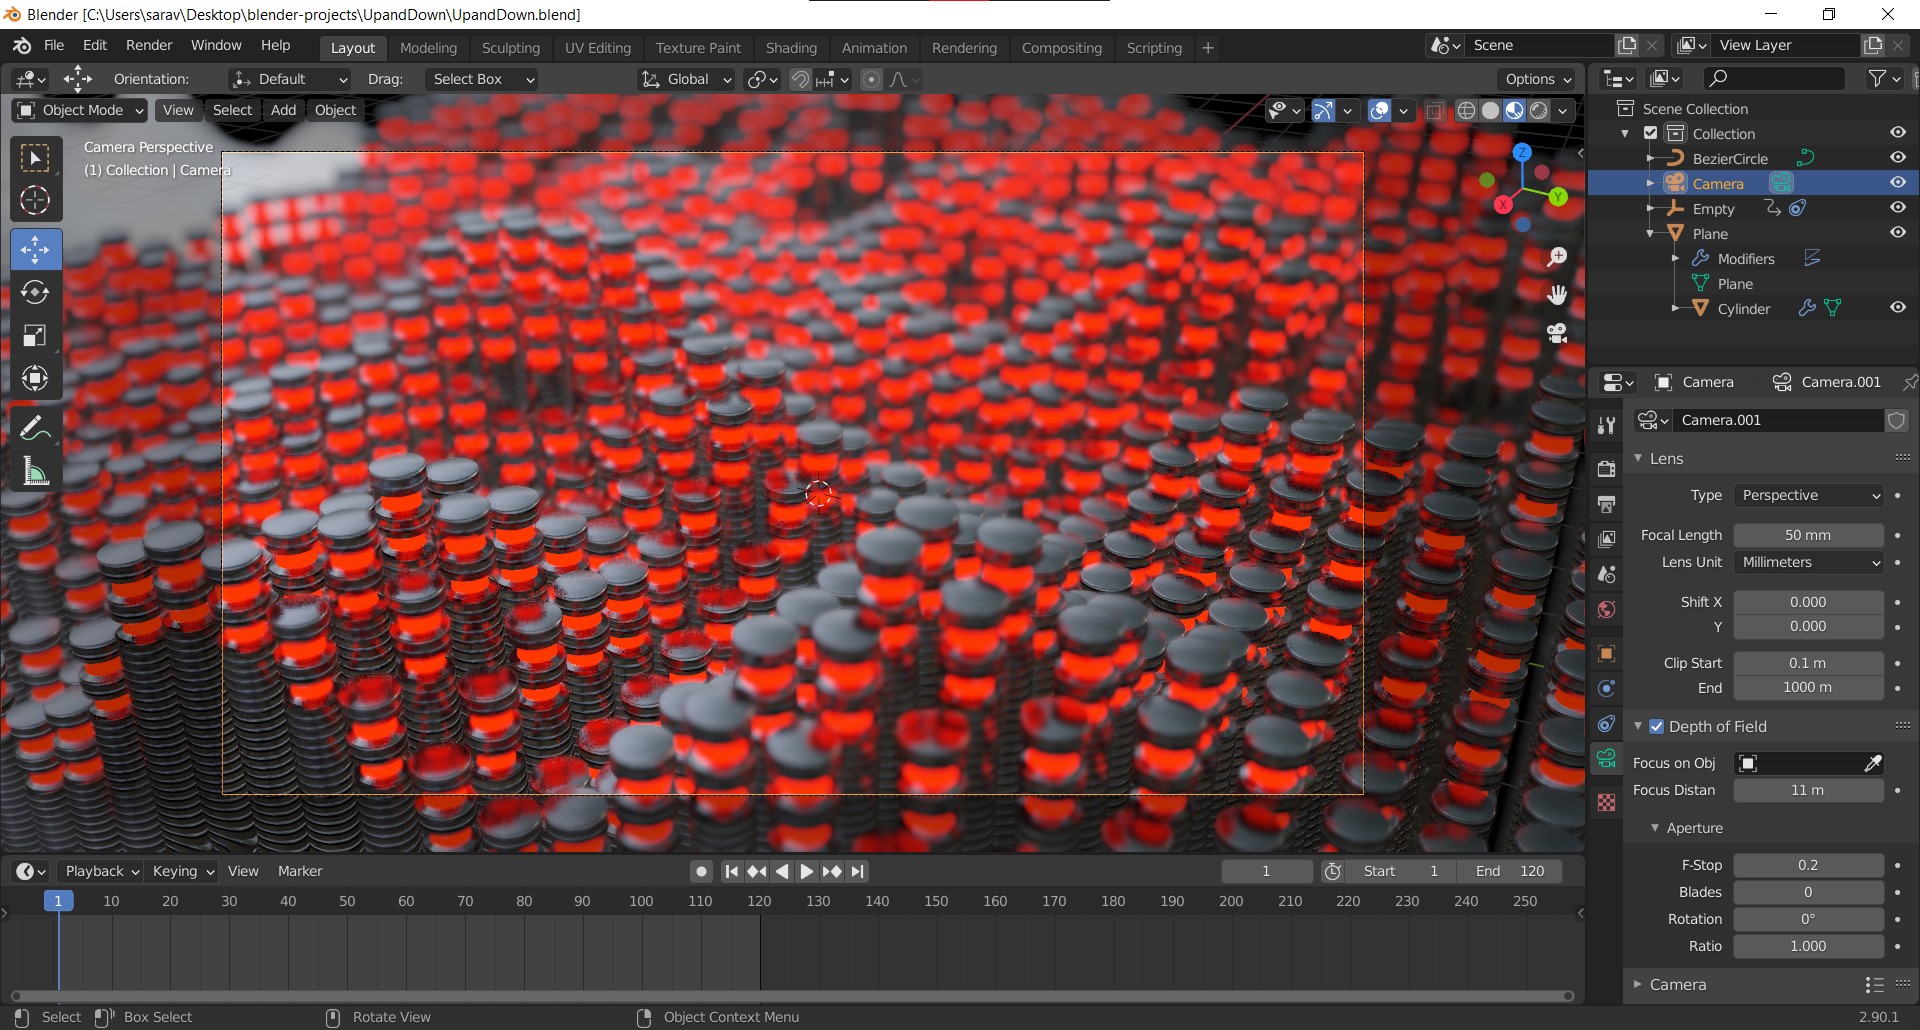 Blender [C:\Users\sarav\Desktop\blender-projects\UpandDown\UpandDown.blend]
File Edit Render Window Help Layout Modeling Sculpting UV Editing Texture Paint Shading Animation Rendering Compositing Scripting + Scene View Layer
Orientation: Default Drag: Select Box Global Options
Object Mode View Select Add Object
Camera Perspective
(1) Collection | Camera
Z
Y
X
Scene Collection
Collection
BezierCircle
Camera
Empty
Plane
Modifiers
Plane
Cylinder
Camera Camera.001
Camera.001
Lens
Type Perspective
Focal Length 50 mm
Lens Unit Millimeters
Shift X 0.000
Y 0.000
Clip Start 0.1 m
End 1000 m
Depth of Field
Focus on Obj
Focus Distan 11 m
Aperture
F-Stop 0.2
Blades 0
Rotation 0°
Ratio 1.000
Camera
Playback Keying View Marker 1 Start 1 End 120
1 10 20 30 40 50 60 70 80 90 100 110 120 130 140 150 160 170 180 190 200 210 220 230 240 250
Select Box Select Rotate View Object Context Menu 2.90.1